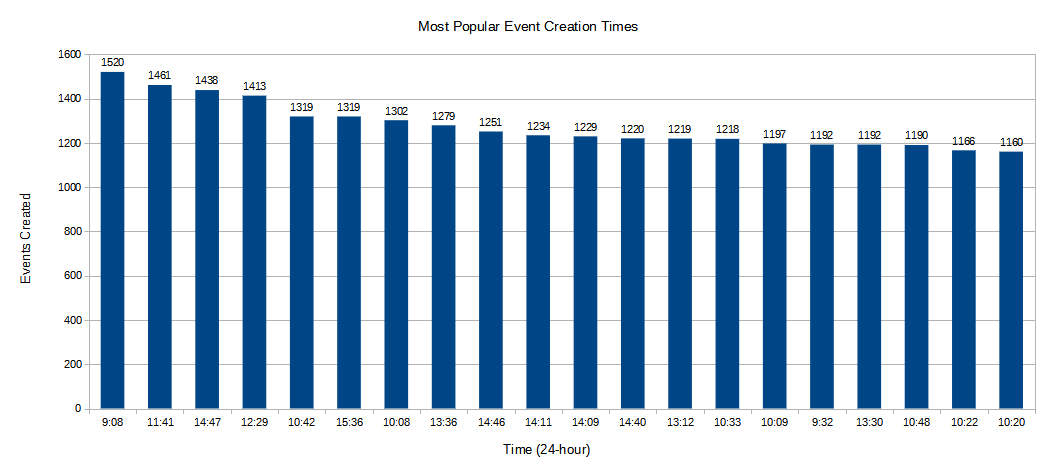 Most Popular Event Creation Times
Events Created
1600
1400
1200
1000
800
600
400
200
0
1520 1461 1438 1413 1319 1319 1302 1279 1251 1234 1229 1220 1219 1218 1197 1192 1192 1190 1166 1160
9:08 11:41 14:47 12:29 10:42 15:36 10:08 13:36 14:46 14:11 14:09 14:40 13:12 10:33 10:09 9:32 13:30 10:48 10:22 10:20
Time (24-hour)